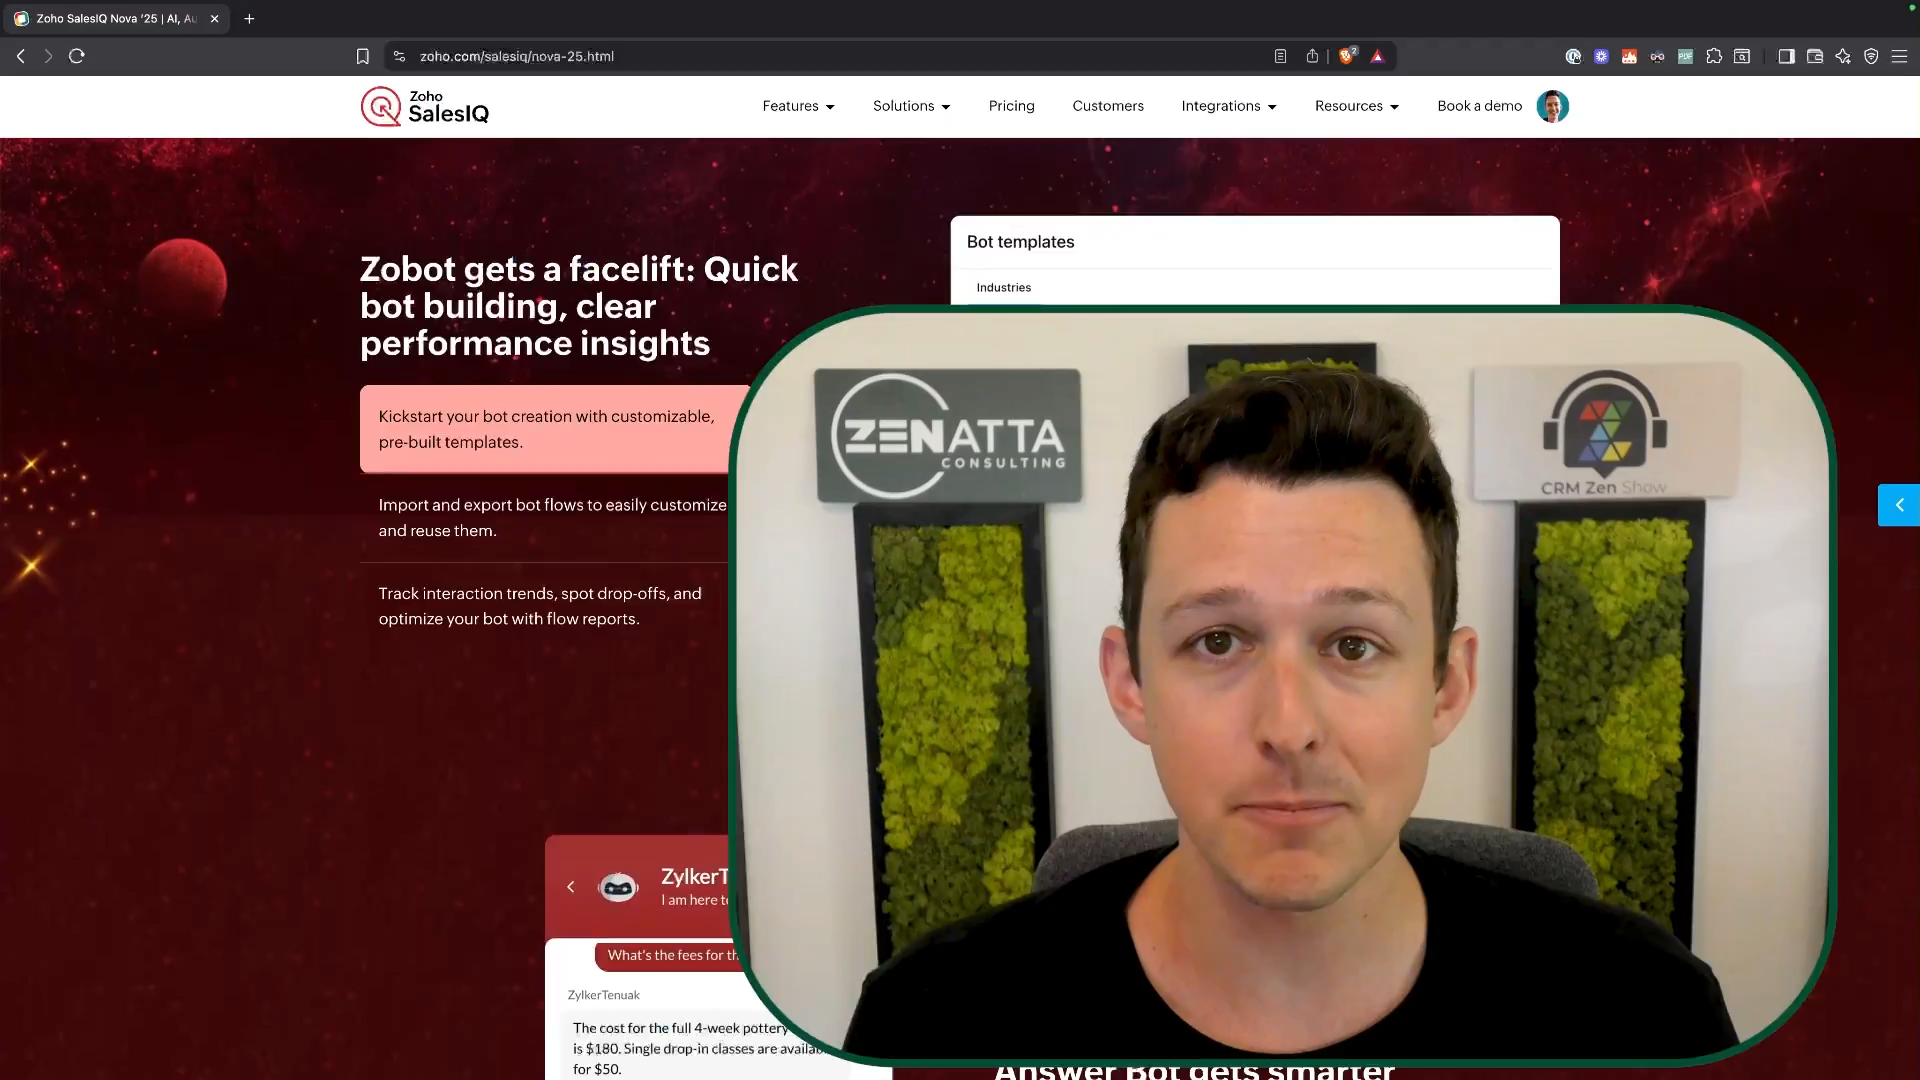 Zoho SalesIQ Nova '25 | AI, Au
zoho.com/salesiq/nova-25.html
2
PDF
Zoho
SalesIQ
Features
Solutions
Pricing
Customers
Integrations
Resources
Book a demo
Zobot gets a facelift: Quick
bot building, clear
performance insights
Kickstart your bot creation with customizable,
pre-built templates.
Import and export bot flows to easily customize
and reuse them.
Track interaction trends, spot drop-offs, and
optimize your bot with flow reports.
Bot templates
Industries
ZENATTA
CONSULTING
CRM Zen Show
ZylkerT
I am here to
What's the fees for th
ZylkerTenuak
The cost for the full 4-week pottery
is $180. Single drop-in classes are availab
for $50.
Answer Bot gets smarter